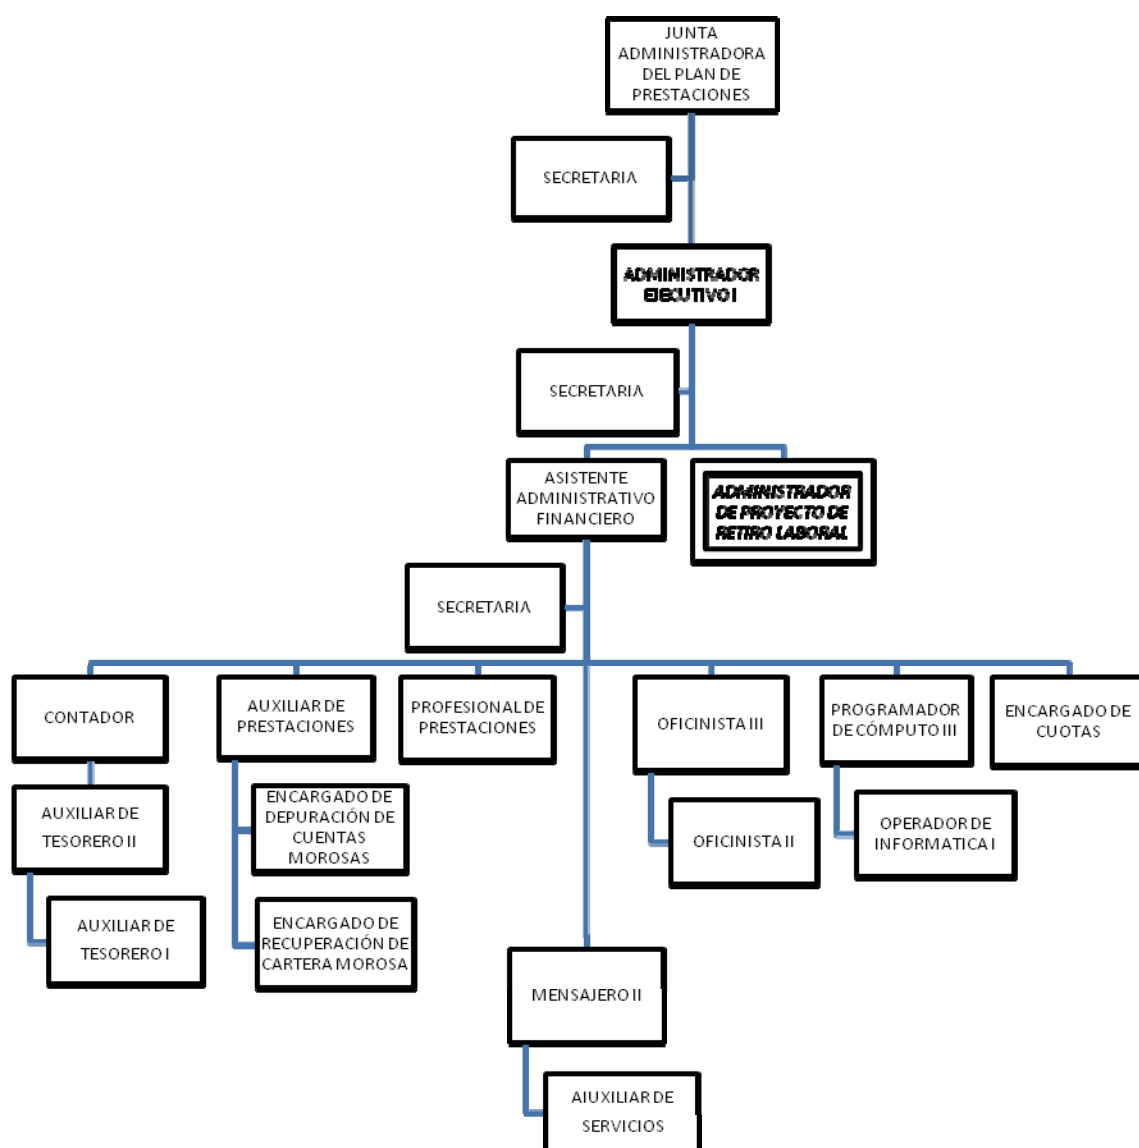 JUNTA
ADMINISTRADORA
DEL PLAN DE
PRESTACIONES
SECRETARIA
ADMINISTRADOR
EJECUTIVO I
SECRETARIA
ASISTENTE
ADMINISTRATIVO
FINANCIERO
ADMINISTRADOR
DE PROYECTO DE
RETIRO LABORAL
SECRETARIA
CONTADOR
AUXILIAR DE
PRESTACIONES
PROFESIONAL DE
PRESTACIONES
OFICINISTA III
PROGRAMADOR
DE CÓMPUTO III
ENCARGADO DE
CUOTAS
AUXILIAR DE
TESORERO II
ENCARGADO DE
DEPURACIÓN DE
CUENTAS
MOROSAS
OFICINISTA II
OPERADOR DE
INFORMATICA I
AUXILIAR DE
TESORERO I
ENCARGADO DE
RECUPERACIÓN DE
CARTERA MOROSA
MENSAJERO II
AIUXILIAR DE
SERVICIOS